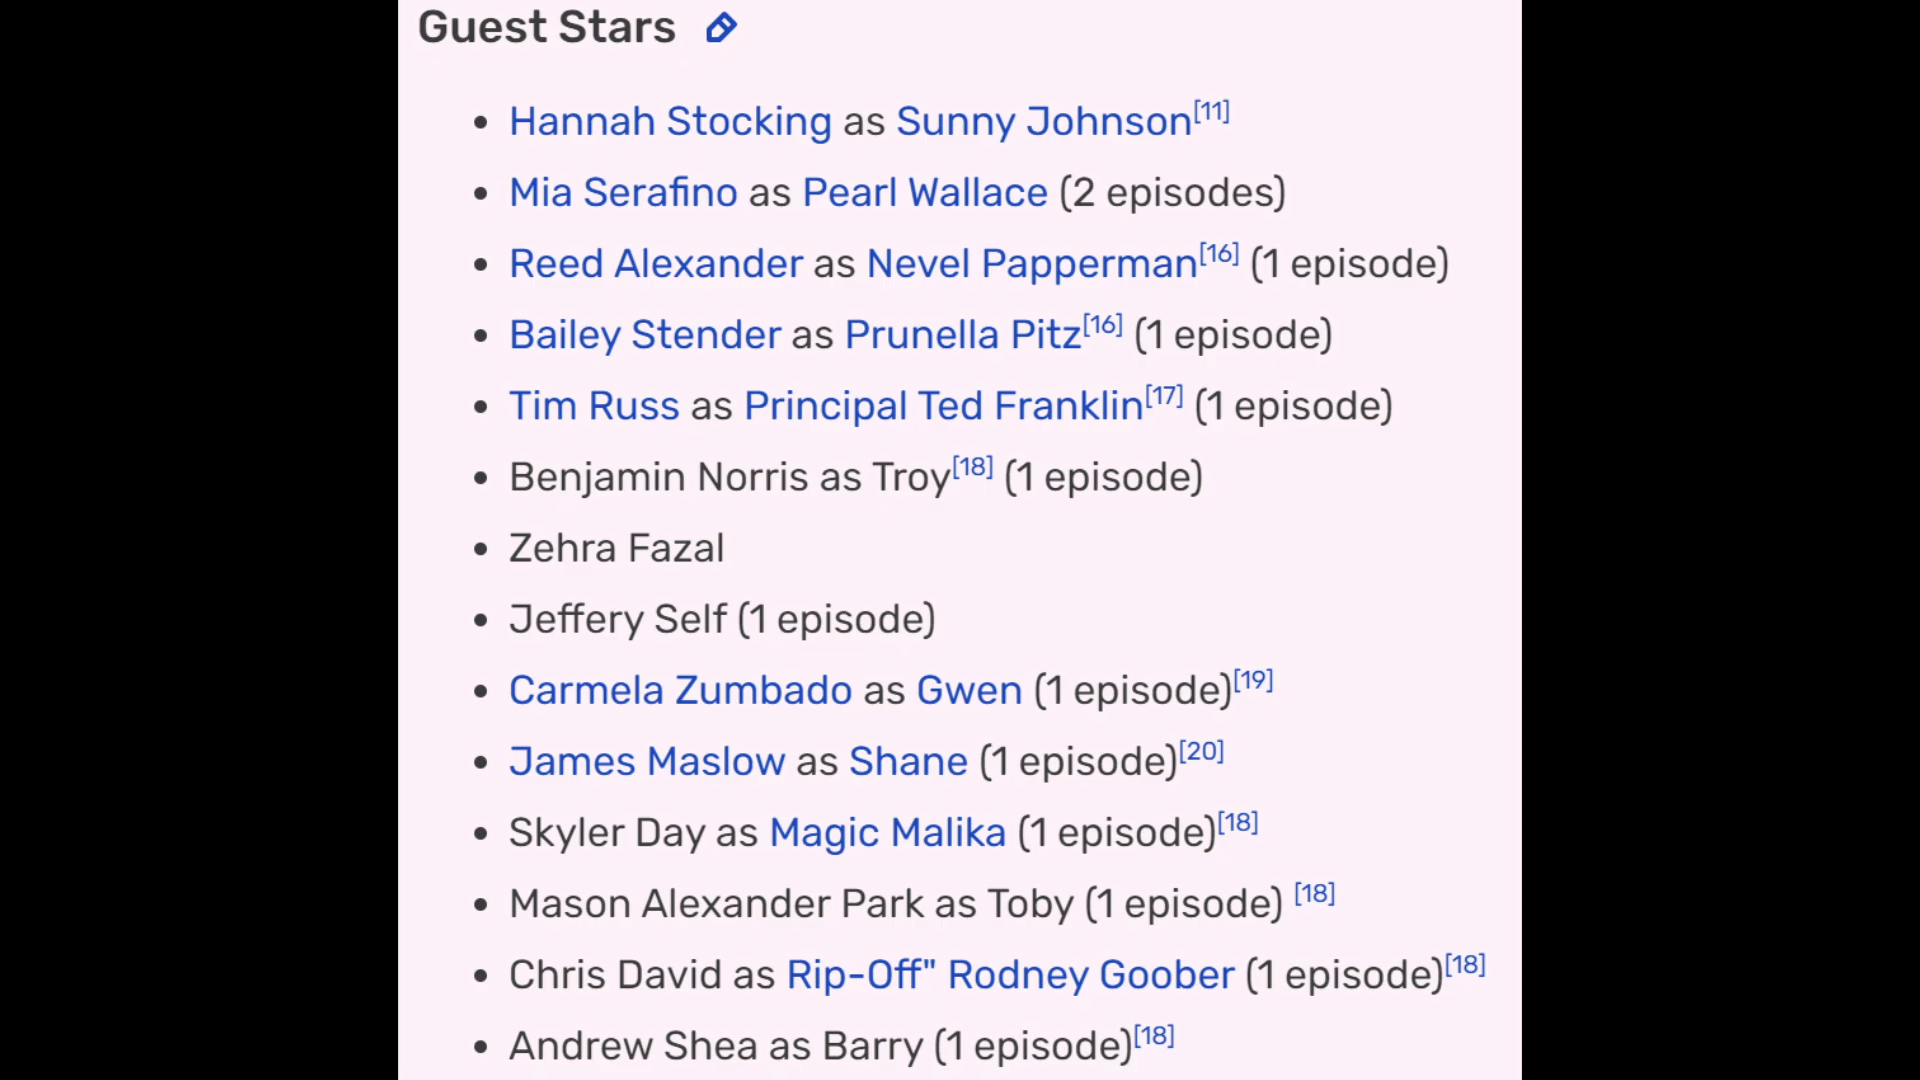 Guest Stars
• Hannah Stocking as Sunny Johnson[11]
• Mia Serafino as Pearl Wallace (2 episodes)
• Reed Alexander as Nevel Papperman[16] (1 episode)
• Bailey Stender as Prunella Pitz[16] (1 episode)
• Tim Russ as Principal Ted Franklin[17] (1 episode)
• Benjamin Norris as Troy[18] (1 episode)
• Zehra Fazal
• Jeffery Self (1 episode)
• Carmela Zumbado as Gwen (1 episode)[19]
• James Maslow as Shane (1 episode)[20]
• Skyler Day as Magic Malika (1 episode)[18]
• Mason Alexander Park as Toby (1 episode) [18]
• Chris David as Rip-Off" Rodney Goober (1 episode)[18]
• Andrew Shea as Barry (1 episode)[18]